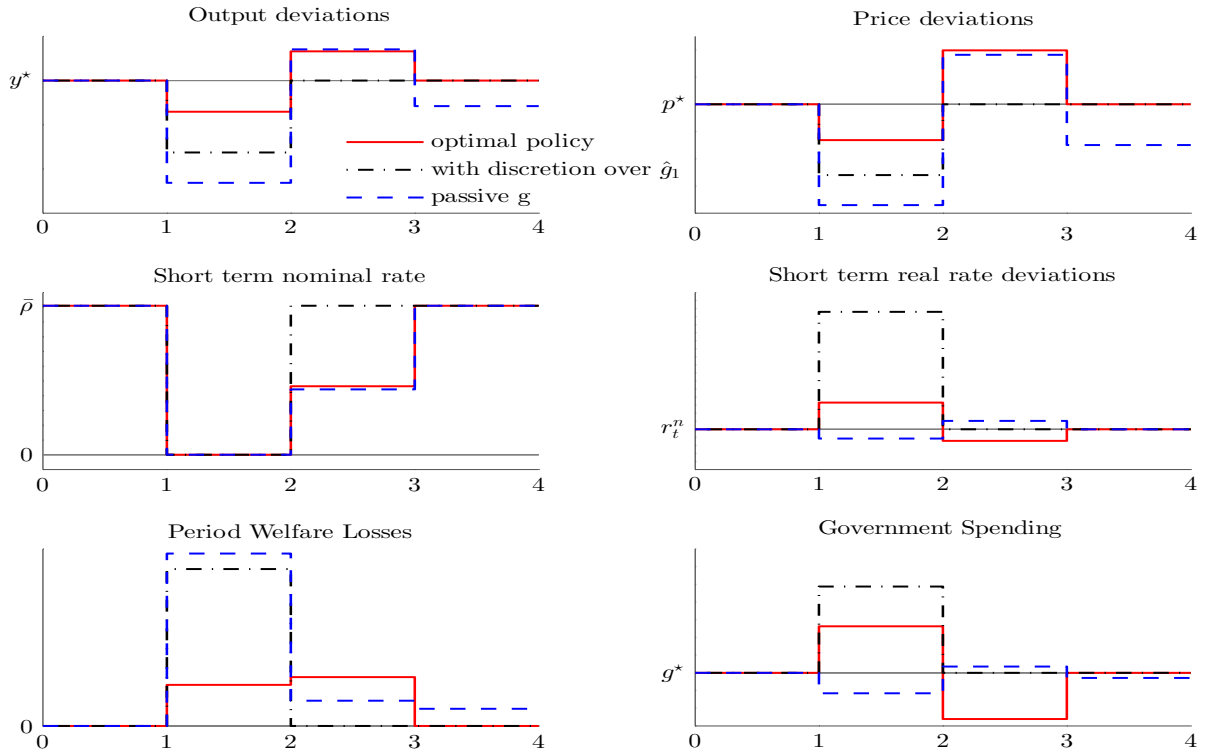 Output deviations
y*
optimal policy
with discretion over ĝ1
passive g
0 1 2 3 4
Price deviations
p*
0 1 2 3 4
Short term nominal rate
ρ̄
0
0 1 2 3 4
Short term real rate deviations
r_t^n
0 1 2 3 4
Period Welfare Losses
0
0 1 2 3 4
Government Spending
g*
0 1 2 3 4